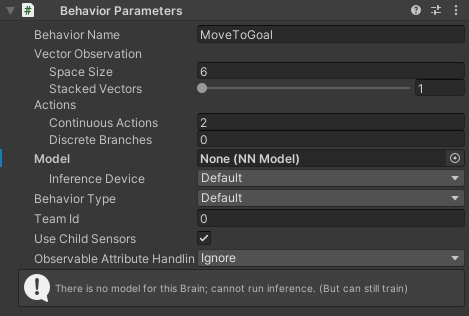 Behavior Parameters
Behavior Name MoveToGoal
Vector Observation
Space Size 6
Stacked Vectors 1
Actions
Continuous Actions 2
Discrete Branches 0
Model None (NN Model)
Inference Device Default
Behavior Type Default
Team Id 0
Use Child Sensors
Observable Attribute Handlin Ignore
There is no model for this Brain; cannot run inference. (But can still train)